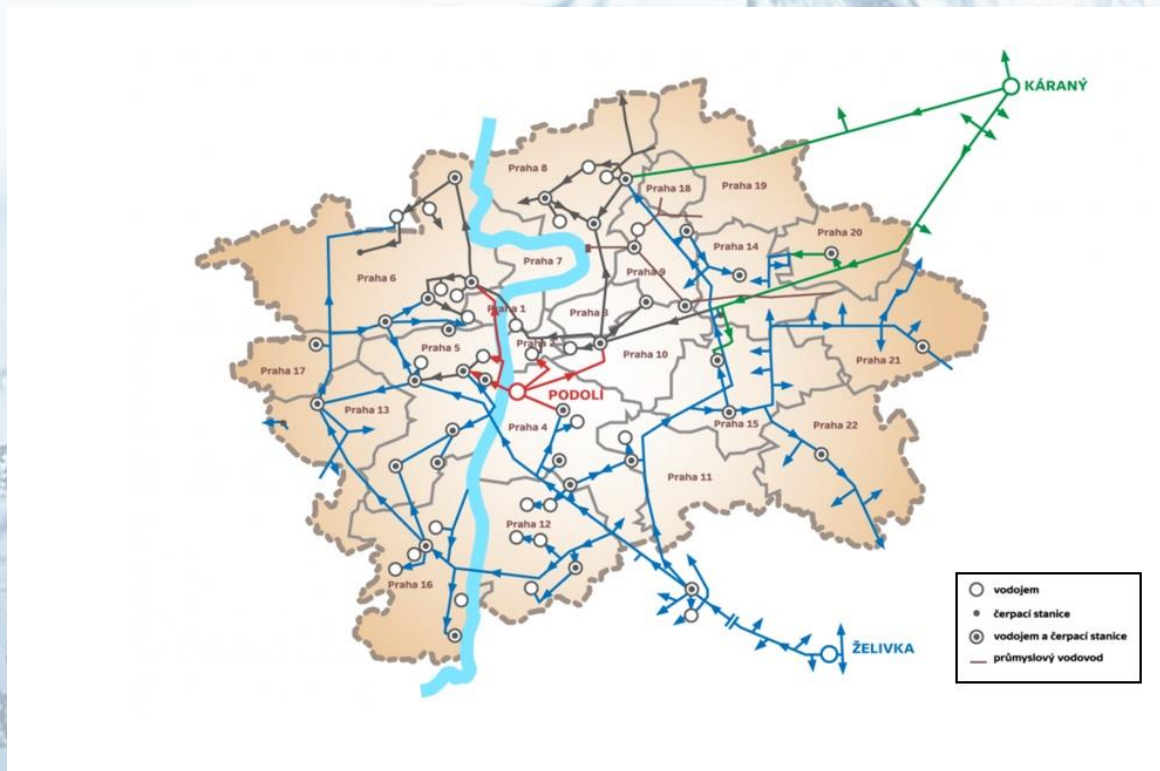 KÁRANÝ
Praha 8
Praha 18
Praha 19
Praha 20
Praha 14
Praha 7
Praha 6
Praha 9
Praha 1
Praha 3
Praha 2
Praha 5
Praha 10
Praha 21
Praha 17
PODOLÍ
Praha 13
Praha 4
Praha 15
Praha 22
Praha 11
Praha 12
Praha 16
vodojem
čerpací stanice
vodojem a čerpací stanice
průmyslový vodovod
ŽELIVKA